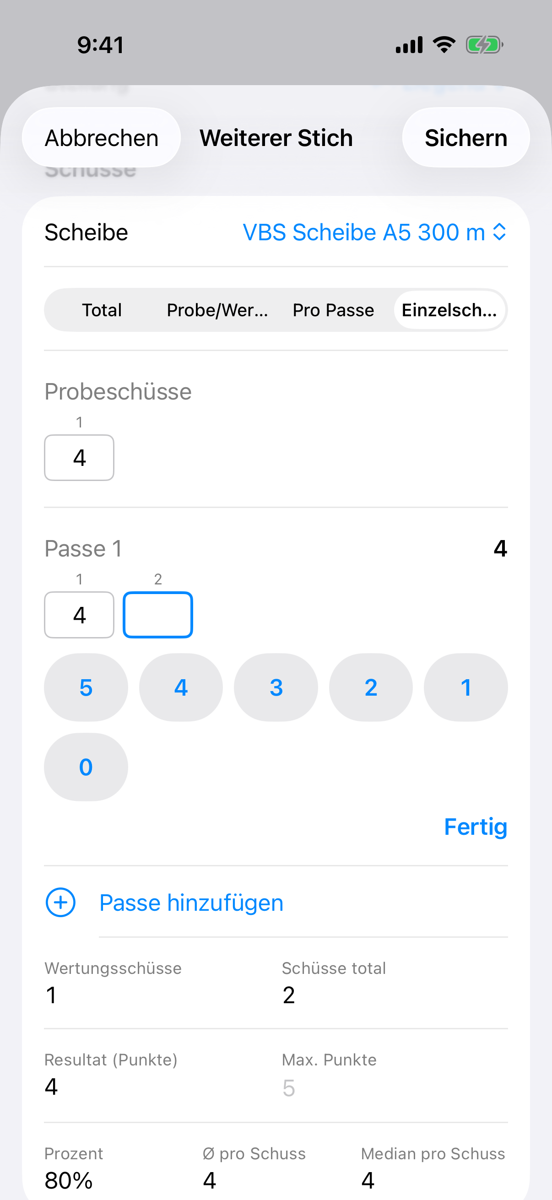 9:41
Abbrechen
Weiterer Stich
Sichern
Schüsse
Scheibe
VBS Scheibe A5 300 m
Total
Probe/Wer...
Pro Passe
Einzelsch...
Probeschüsse
1
4
Passe 1
4
1
2
4
5
4
3
2
1
0
Fertig
Passe hinzufügen
Wertungsschüsse
Schüsse total
1
2
Resultat (Punkte)
Max. Punkte
4
5
Prozent
Ø pro Schuss
Median pro Schuss
80%
4
4